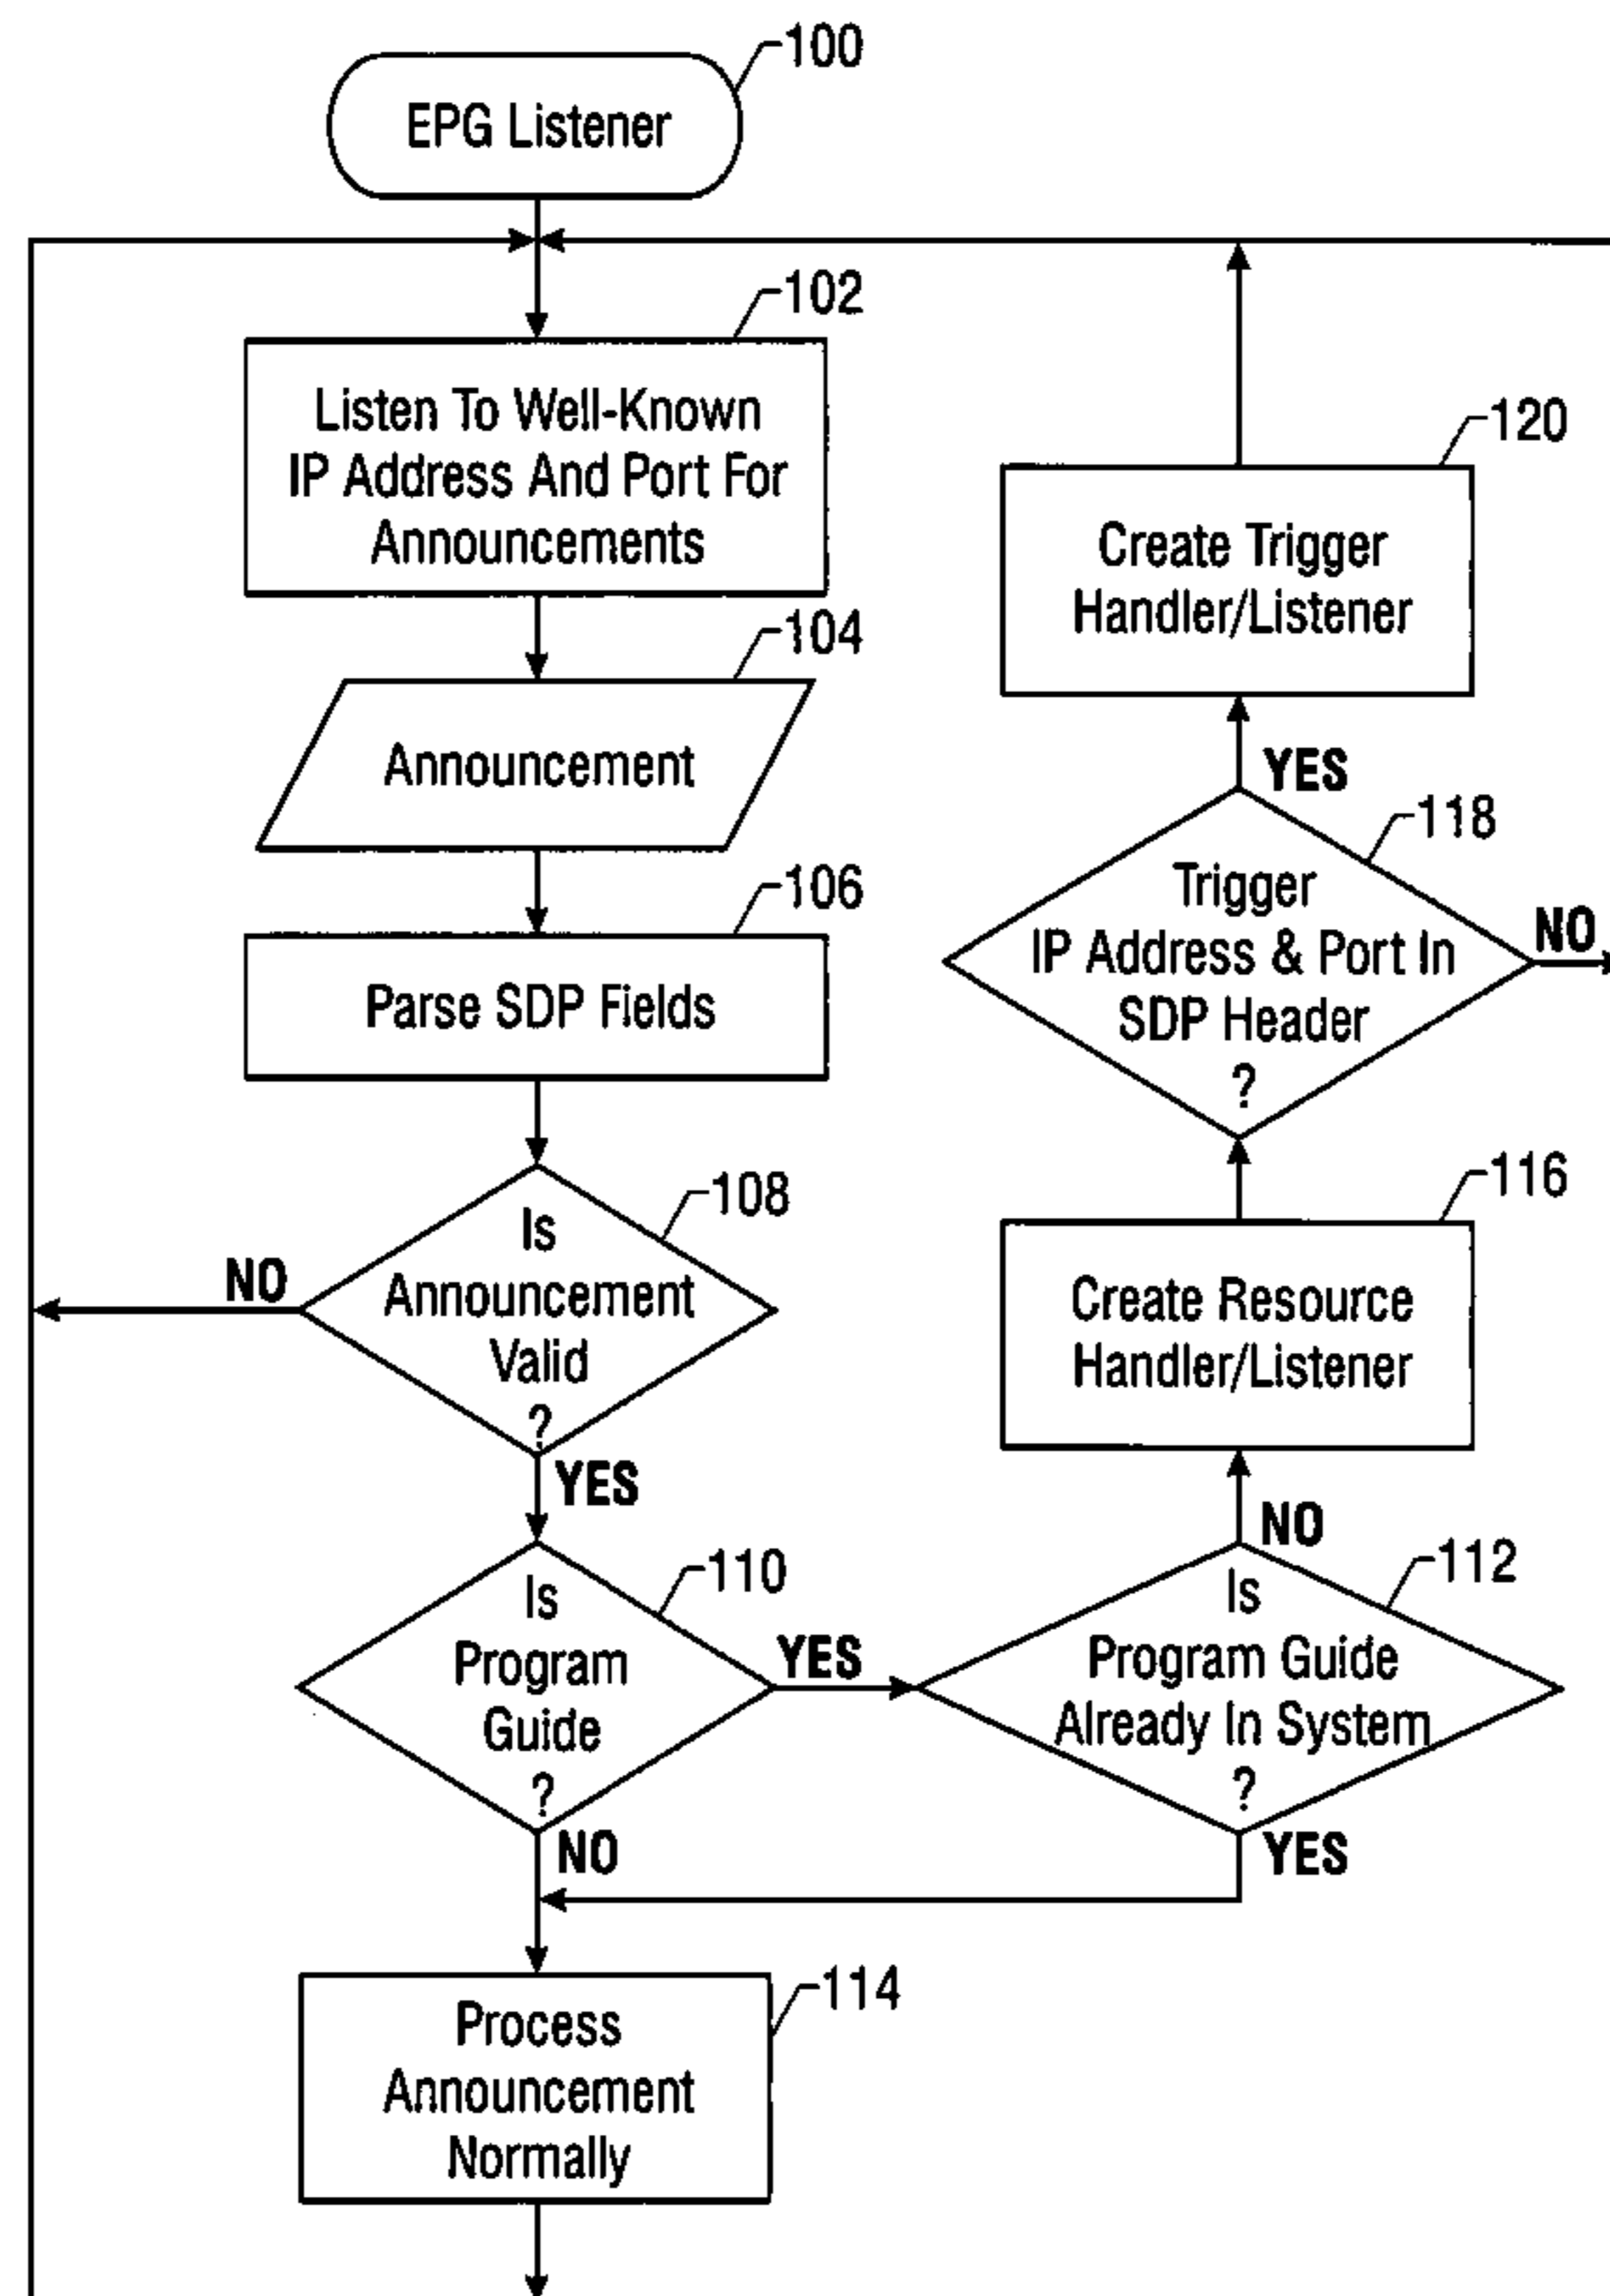 100
EPG Listener
102
Listen To Well-Known
IP Address And Port For
Announcements
104
Announcement
106
Parse SDP Fields
108
Is
Announcement
Valid
?
NO
YES
110
Is
Program
Guide
?
YES
NO
112
Is
Program Guide
Already In System
?
NO
YES
114
Process
Announcement
Normally
116
Create Resource
Handler/Listener
118
Trigger
IP Address & Port In
SDP Header
?
YES
NO
120
Create Trigger
Handler/Listener